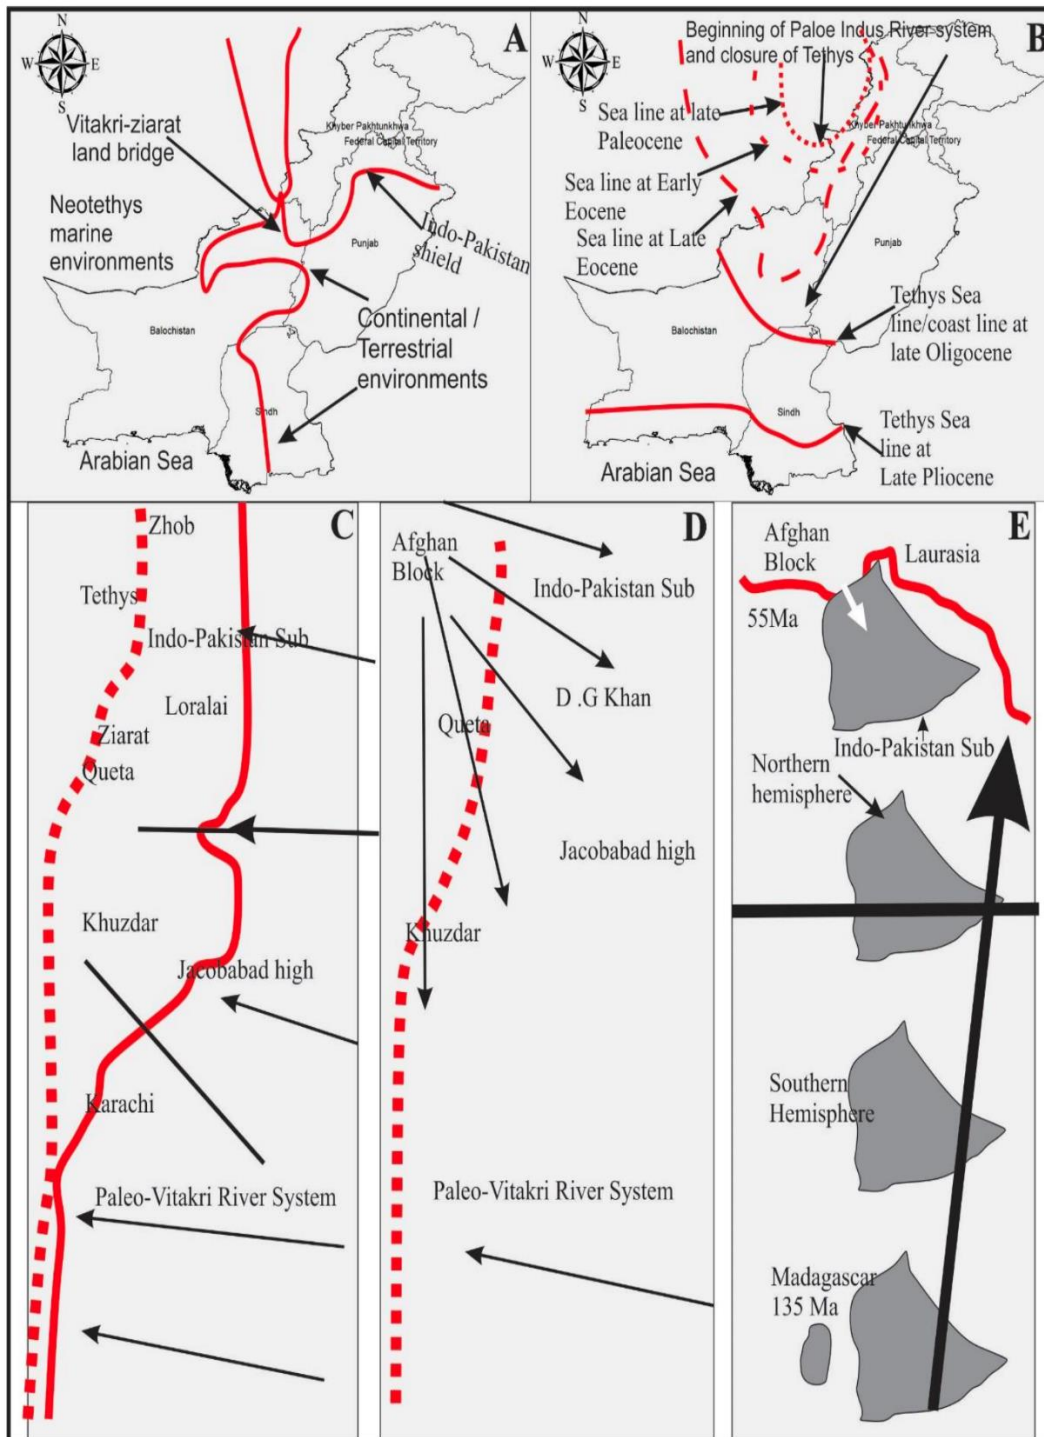 A
N
W
E
S
Vitakri-ziarat
land bridge
Khyber Pakhtunkhwa
Federal Capital Territory
Neotethys
marine
environments
Indo-Pakistan
shield
Punjab
Balochistan
Continental /
Terrestrial
environments
Sindh
Arabian Sea
B
N
W
E
S
Beginning of Paloe Indus River system
and closure of Tethys
Sea line at late
Paleocene
Khyber Pakhtunkhwa
Federal Capital Territory
Sea line at Early
Eocene
Sea line at Late
Eocene
Punjab
Balochistan
Tethys Sea
line/coast line at
late Oligocene
Sindh
Tethys Sea
line at
Late Pliocene
Arabian Sea
C
Zhob
Tethys
Indo-Pakistan Sub
Loralai
Ziarat
Queta
Khuzdar
Jacobabad high
Karachi
Paleo-Vitakri River System
D
Afghan
Block
Indo-Pakistan Sub
D .G Khan
Queta
Jacobabad high
Khuzdar
Paleo-Vitakri River System
E
Afghan
Block
Laurasia
55Ma
Indo-Pakistan Sub
Northern
hemisphere
Southern
Hemisphere
Madagascar
135 Ma